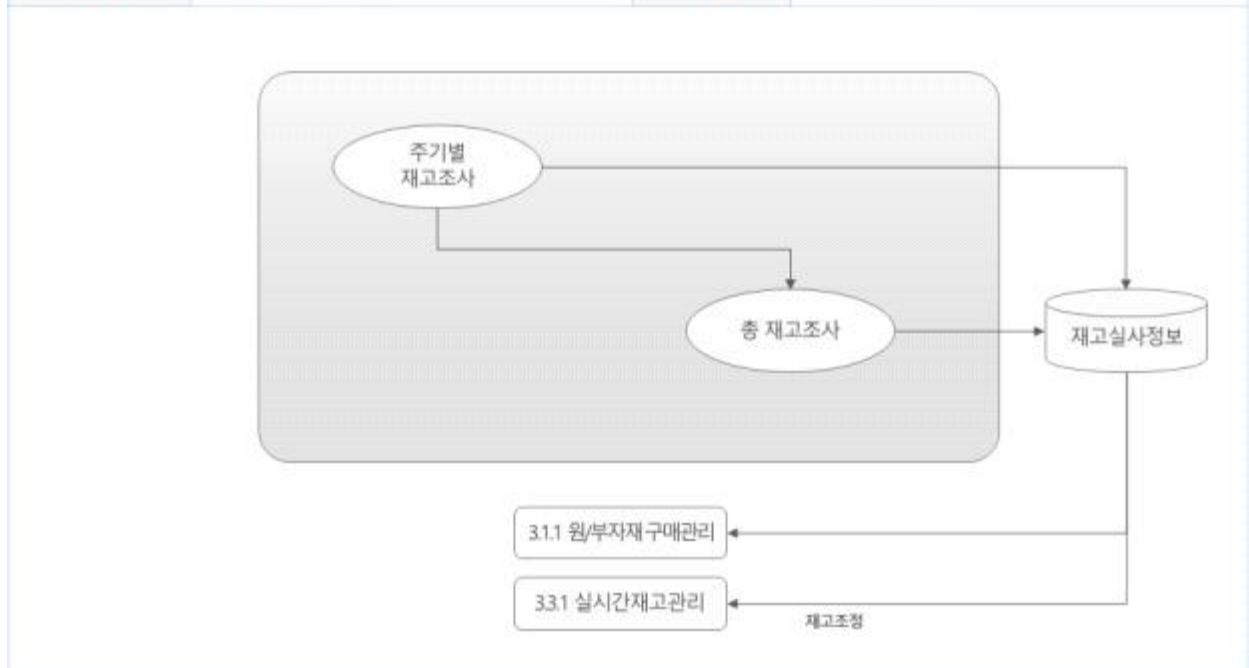 주기별
재고조사
총 재고조사
재고실사정보
3.1.1 원/부자재 구매관리
3.3.1 실시간재고관리
재고조정